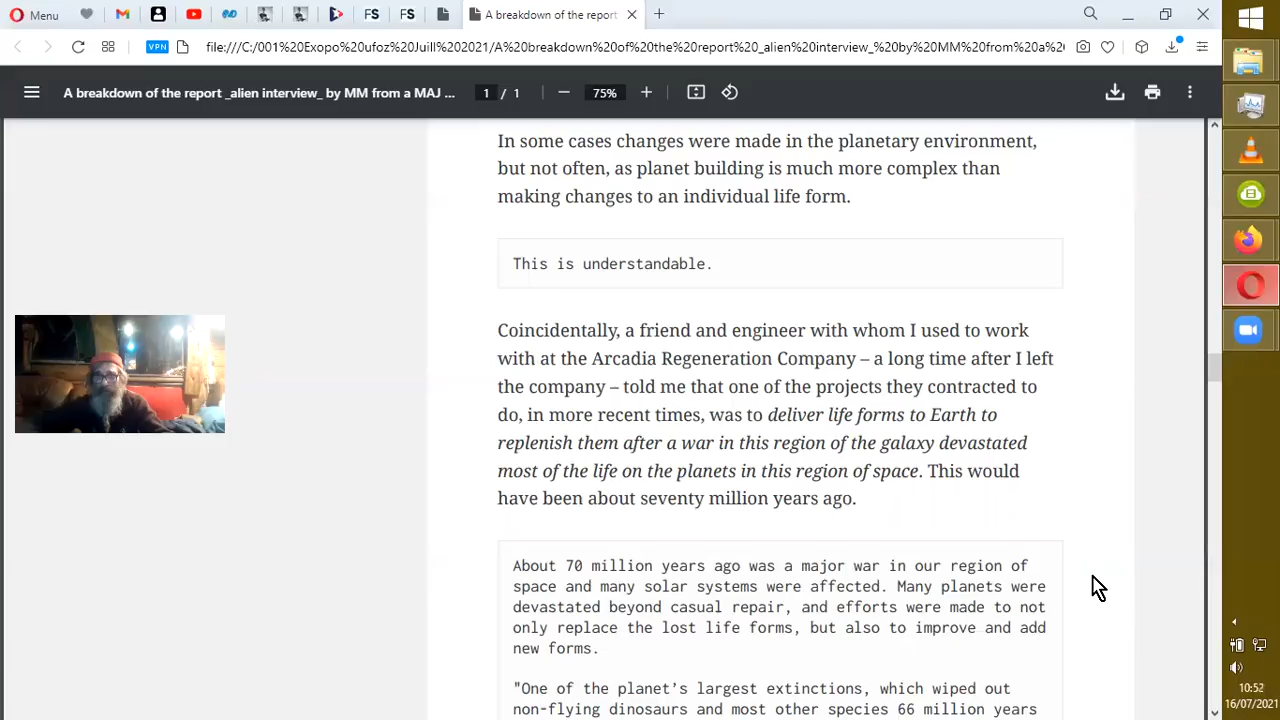 Menu
FS
FS
A breakdown of the report
VPN
file:///C:/001%20Exopo%20ufoz%20Juill%202021/A%20breakdown%20of%20the%20report%20_alien%20interview_%20by%20MM%20from%20a%20
A breakdown of the report _alien interview_ by MM from a MAJ ...
1 / 1
75%
In some cases changes were made in the planetary environment,
but not often, as planet building is much more complex than
making changes to an individual life form.
This is understandable.
Coincidentally, a friend and engineer with whom I used to work
with at the Arcadia Regeneration Company – a long time after I left
the company – told me that one of the projects they contracted to
do, in more recent times, was to deliver life forms to Earth to
replenish them after a war in this region of the galaxy devastated
most of the life on the planets in this region of space. This would
have been about seventy million years ago.
About 70 million years ago was a major war in our region of
space and many solar systems were affected. Many planets were
devastated beyond casual repair, and efforts were made to not
only replace the lost life forms, but also to improve and add
new forms.
"One of the planet’s largest extinctions, which wiped out
non-flying dinosaurs and most other species 66 million years
10:52
16/07/2021